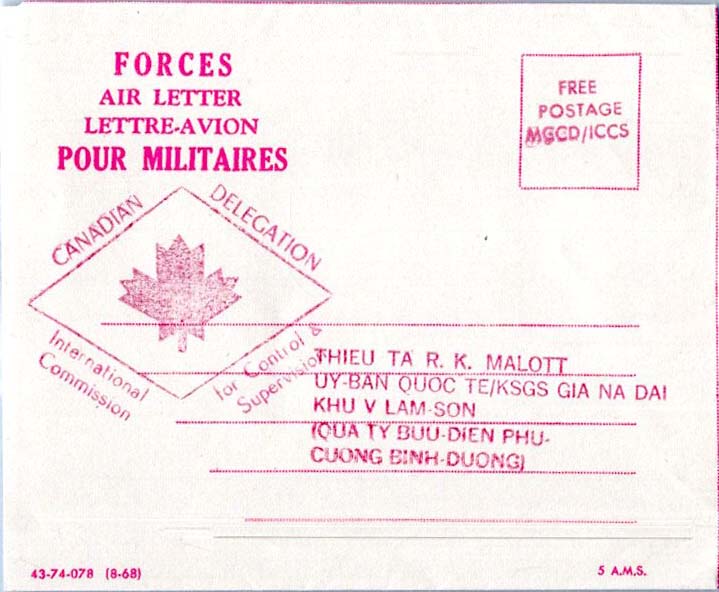 FORCES
AIR LETTER
LETTRE-AVION
POUR MILITAIRES
FREE
POSTAGE
MGCD/ICCS
CANADIAN DELEGATION
International Commission
for Control & Supervision
THIEU TA R. K. MALOTT
UY-BAN QUOC TE/KSGS GIA NA DAI
KHU V LAM-SON
(QUA TY BUU-DIEN PHU-
CUONG BINH-DUONG)
43-74-078 (8-68)
5 A.M.S.